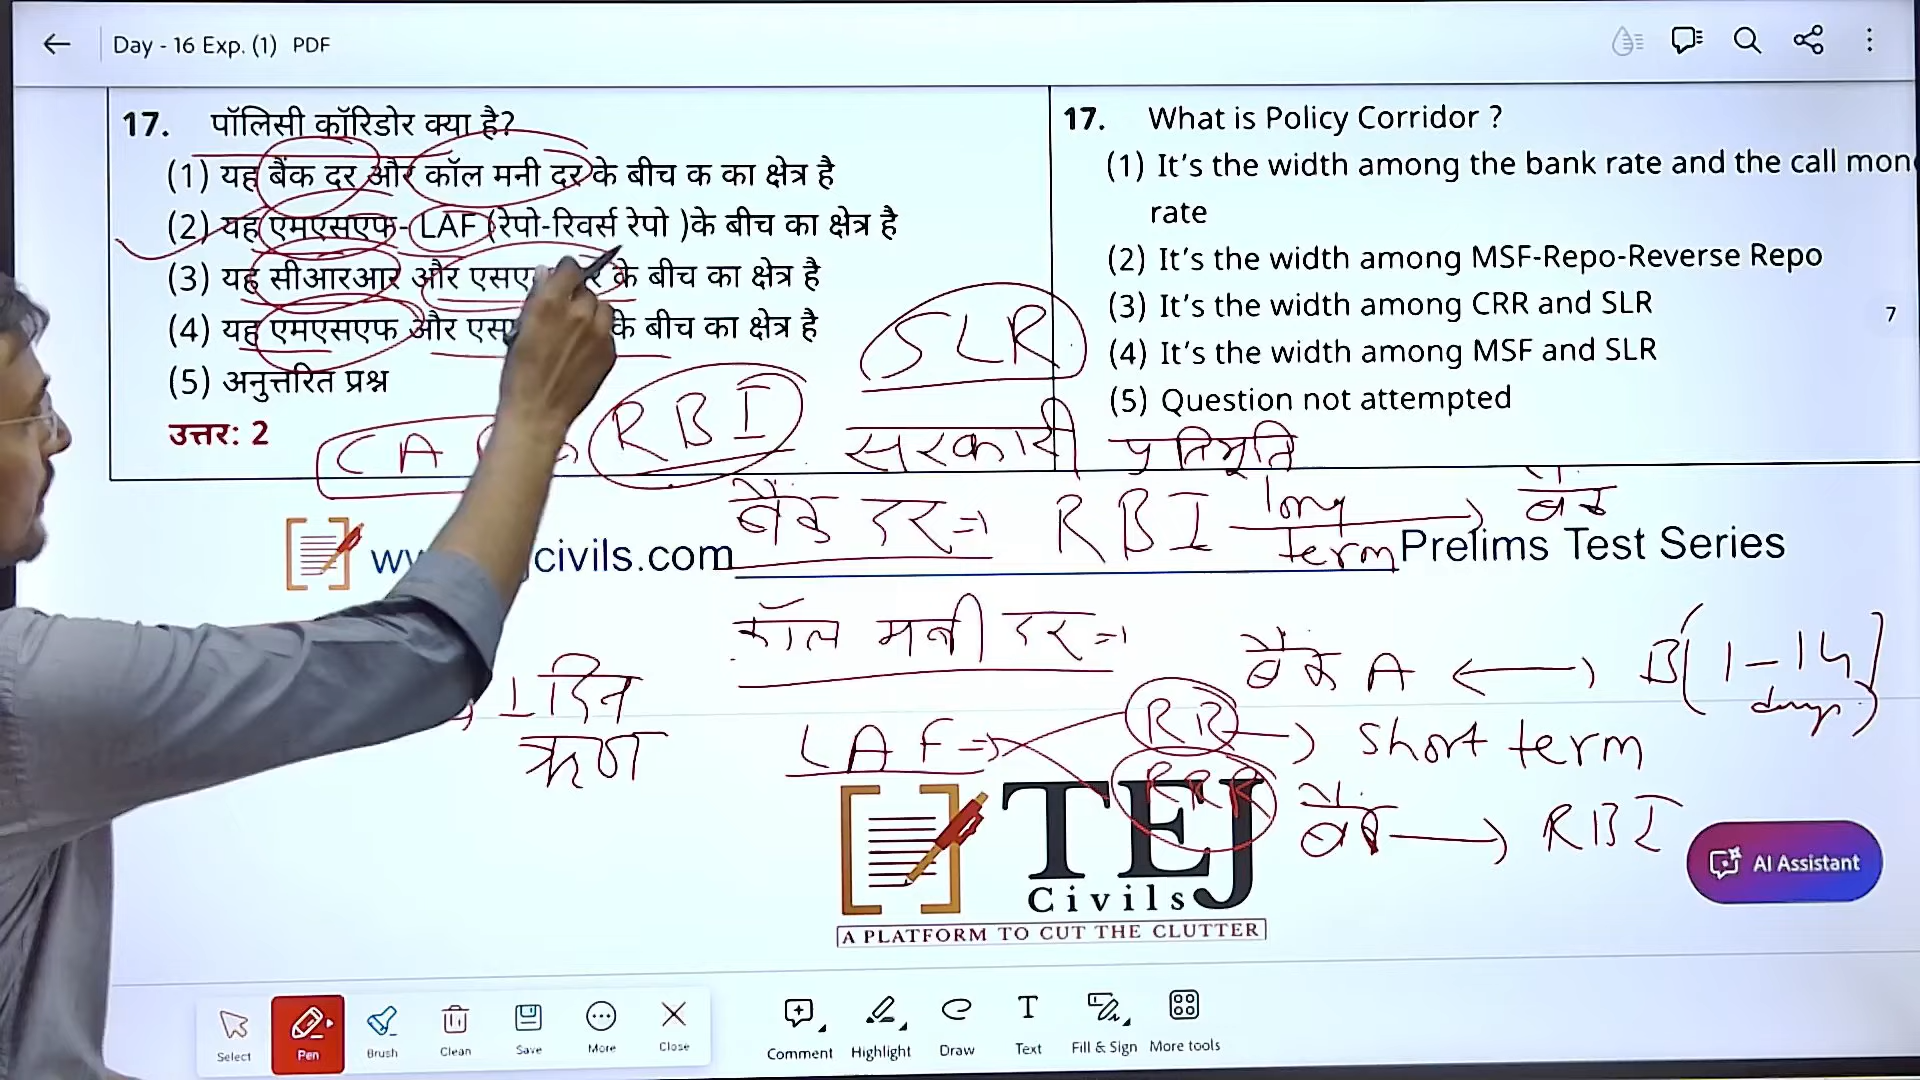 Day - 16 Exp. (1) PDF
17. पॉलिसी कॉरिडोर क्या है?
(1) यह बैंक दर और कॉल मनी दर के बीच क का क्षेत्र है
(2) यह एमएसएफ- LAF (रेपो-रिवर्स रेपो )के बीच का क्षेत्र है
(3) यह सीआरआर और के बीच का क्षेत्र है
(4) यह एमएसएफ और के बीच का क्षेत्र है
(5) अनुत्तरित प्रश्न
उत्तर: 2
17. What is Policy Corridor ?
(1) It's the width among the bank rate and the call
rate
(2) It's the width among MSF-Repo-Reverse Repo
(3) It's the width among CRR and SLR
(4) It's the width among MSF and SLR
(5) Question not attempted
7
SLR
RBI
सरकारी प्रतिभूति
बैंक दर => RBI long term बैंक
civils.com
Prelims Test Series
कॉल मनी दर =>
बैंक A B (1-14 days)
1 दिन
ऋण
LAF => RR short term
RRR बैंक RBI
TEJ
Civils
A PLATFORM TO CUT THE CLUTTER
AI Assistant
Select Pen Brush Clean Save More Close
Comment Highlight Draw Text Fill & Sign More tools